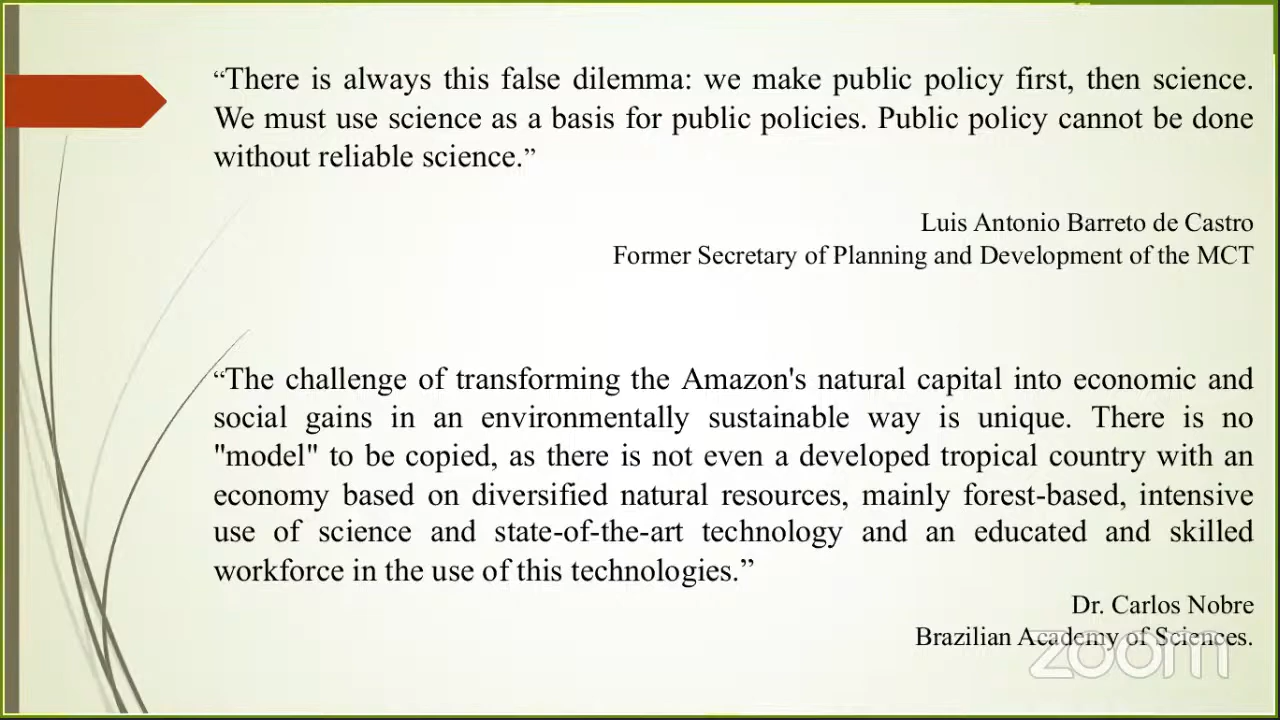 “There is always this false dilemma: we make public policy first, then science.
We must use science as a basis for public policies. Public policy cannot be done
without reliable science.”
Luis Antonio Barreto de Castro
Former Secretary of Planning and Development of the MCT
“The challenge of transforming the Amazon's natural capital into economic and
social gains in an environmentally sustainable way is unique. There is no
"model" to be copied, as there is not even a developed tropical country with an
economy based on diversified natural resources, mainly forest-based, intensive
use of science and state-of-the-art technology and an educated and skilled
workforce in the use of this technologies.”
Dr. Carlos Nobre
Brazilian Academy of Sciences.
zoom